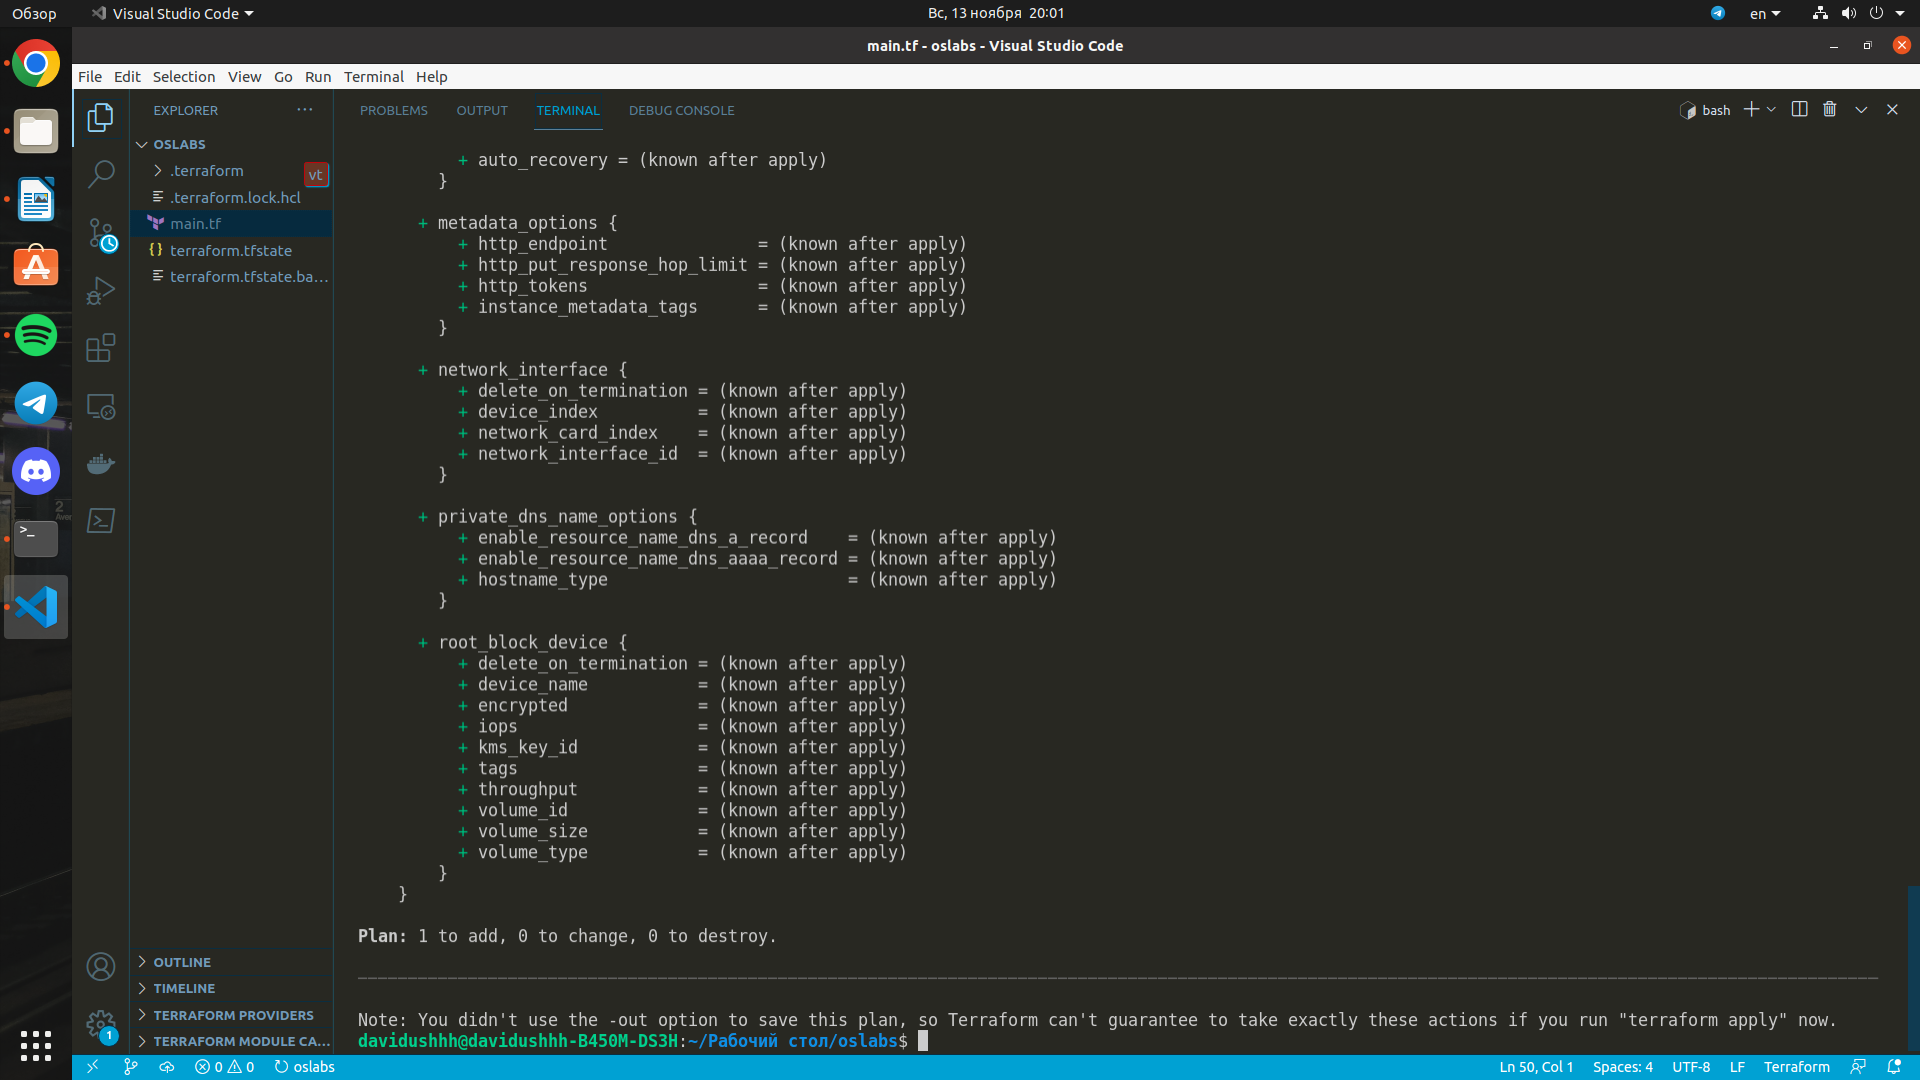 Обзор
Visual Studio Code
Вс, 13 ноября 20:01
en
main.tf - oslabs - Visual Studio Code
File Edit Selection View Go Run Terminal Help
EXPLORER
OSLABS
.terraform
vt
.terraform.lock.hcl
main.tf
{} terraform.tfstate
terraform.tfstate.ba...
OUTLINE
TIMELINE
TERRAFORM PROVIDERS
TERRAFORM MODULE CA...
1
PROBLEMS OUTPUT TERMINAL DEBUG CONSOLE
bash
+ auto_recovery = (known after apply)
}
+ metadata_options {
+ http_endpoint = (known after apply)
+ http_put_response_hop_limit = (known after apply)
+ http_tokens = (known after apply)
+ instance_metadata_tags = (known after apply)
}
+ network_interface {
+ delete_on_termination = (known after apply)
+ device_index = (known after apply)
+ network_card_index = (known after apply)
+ network_interface_id = (known after apply)
}
+ private_dns_name_options {
+ enable_resource_name_dns_a_record = (known after apply)
+ enable_resource_name_dns_aaaa_record = (known after apply)
+ hostname_type = (known after apply)
}
+ root_block_device {
+ delete_on_termination = (known after apply)
+ device_name = (known after apply)
+ encrypted = (known after apply)
+ iops = (known after apply)
+ kms_key_id = (known after apply)
+ tags = (known after apply)
+ throughput = (known after apply)
+ volume_id = (known after apply)
+ volume_size = (known after apply)
+ volume_type = (known after apply)
}
}
Plan: 1 to add, 0 to change, 0 to destroy.
Note: You didn't use the -out option to save this plan, so Terraform can't guarantee to take exactly these actions if you run "terraform apply" now.
davidushhh@davidushhh-B450M-DS3H:~/Рабочий стол/oslabs$
0 0 oslabs
Ln 50, Col 1 Spaces: 4 UTF-8 LF Terraform